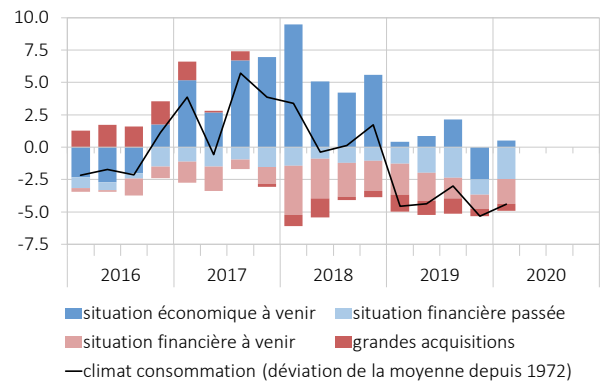 10.0
7.5
5.0
2.5
0.0
-2.5
-5.0
-7.5
2016 2017 2018 2019 2020
situation économique à venir situation financière passée
situation financière à venir grandes acquisitions
climat consommation (déviation de la moyenne depuis 1972)